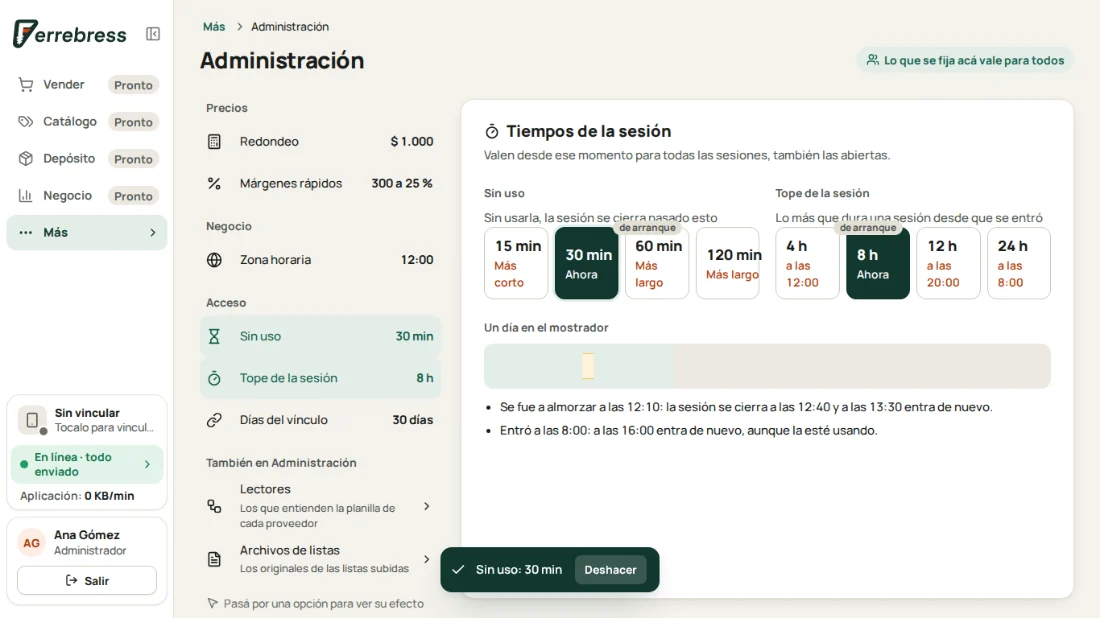 Ferrebress
Vender
Pronto
Catálogo
Pronto
Depósito
Pronto
Negocio
Pronto
Más
Sin vincular
Tocalo para vincul...
En línea · todo
enviado
Aplicación: 0 KB/min
AG
Ana Gómez
Administrador
Salir
Más > Administración
Administración
Lo que se fija acá vale para todos
Precios
Redondeo
$ 1.000
Márgenes rápidos
300 a 25 %
Negocio
Zona horaria
12:00
Acceso
Sin uso
30 min
Tope de la sesión
8 h
Días del vínculo
30 días
También en Administración
Lectores
Los que entienden la planilla de
cada proveedor
Archivos de listas
Los originales de las listas subidas
Pasá por una opción para ver su efecto
Tiempos de la sesión
Valen desde ese momento para todas las sesiones, también las abiertas.
Sin uso
Sin usarla, la sesión se cierra pasado esto
15 min
Más
corto
30 min
Ahora
de arranque
60 min
Más
largo
120 min
Más largo
Tope de la sesión
Lo más que dura una sesión desde que se entró
4 h
a las
12:00
de arranque
8 h
Ahora
12 h
a las
20:00
24 h
a las
8:00
Un día en el mostrador
• Se fue a almorzar a las 12:10: la sesión se cierra a las 12:40 y a las 13:30 entra de nuevo.
• Entró a las 8:00: a las 16:00 entra de nuevo, aunque la esté usando.
Sin uso: 30 min
Deshacer